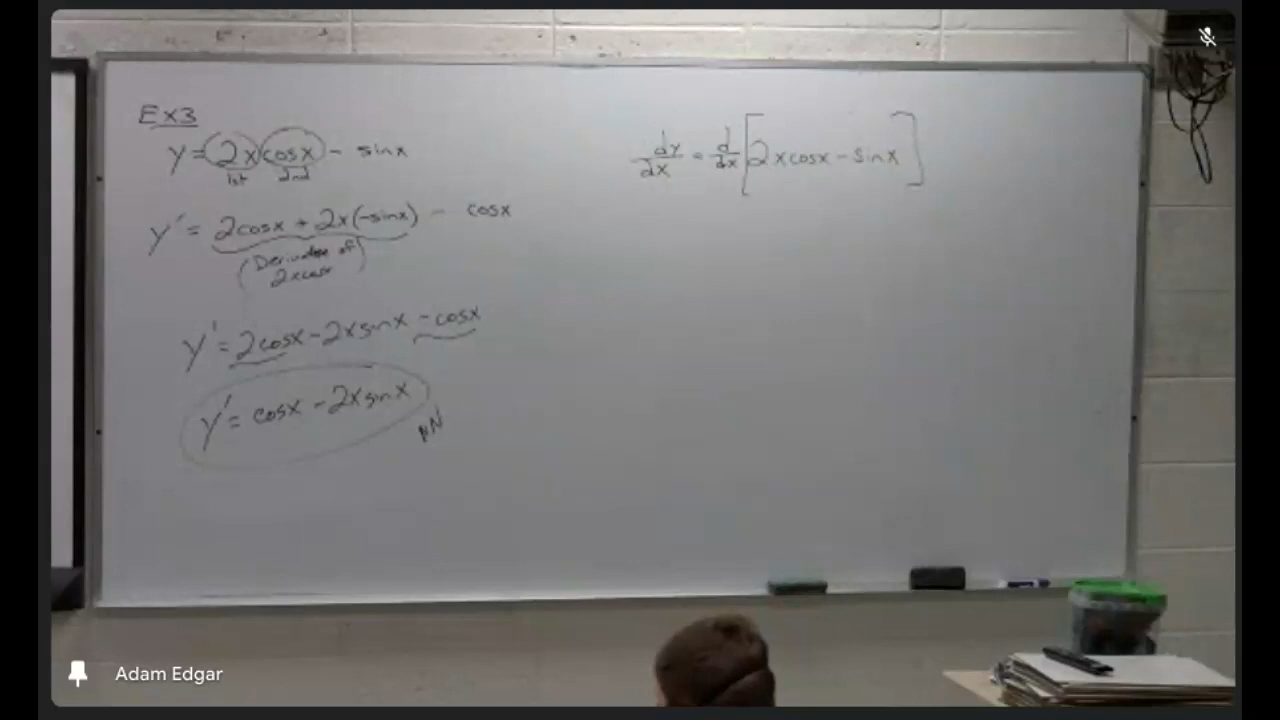 Ex3
y = 2x cosx - sinx
1st 2nd
y' = 2cosx + 2x(-sinx) - cosx
(Derivative of
2xcosx)
y' = 2cosx - 2xsinx - cosx
y' = cosx - 2xsinx
dy/dx = d/dx [2xcosx - sinx]
Adam Edgar